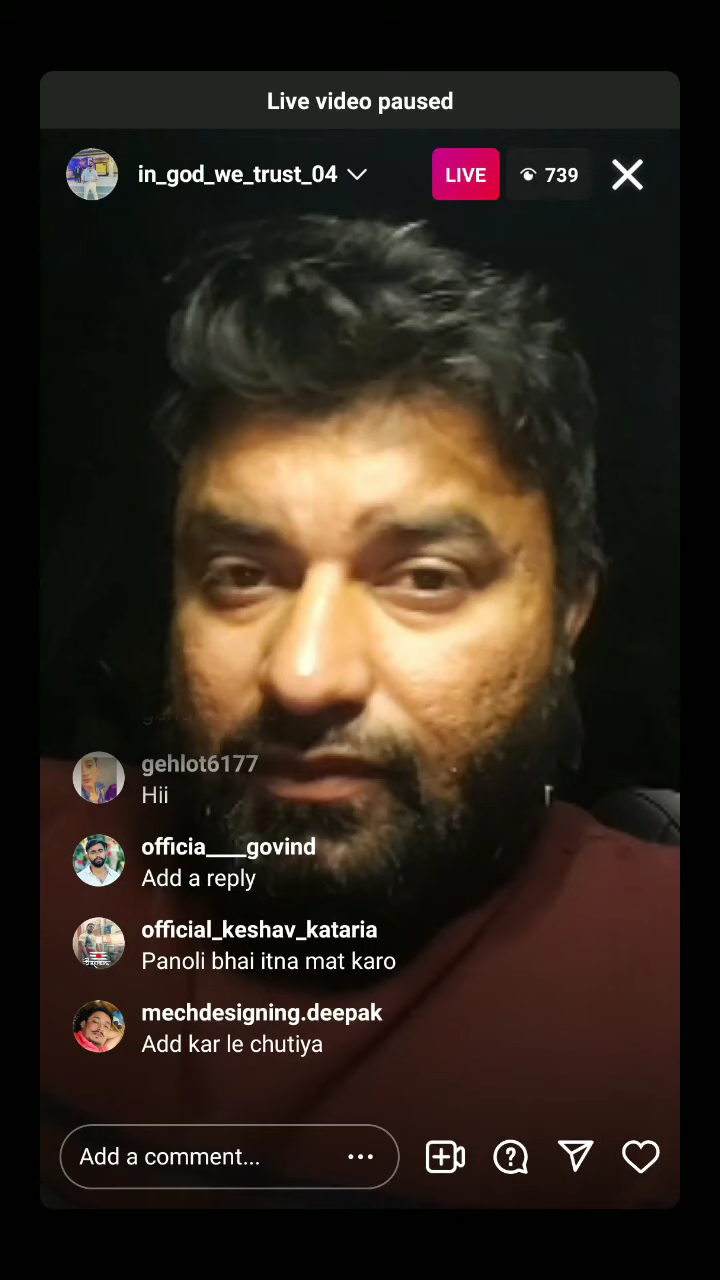 Live video paused
in_god_we_trust_04
LIVE
739
gehlot6177
Hii
officia____govind
Add a reply
official_keshav_kataria
Panoli bhai itna mat karo
mechdesigning.deepak
Add kar le chutiya
Add a comment...